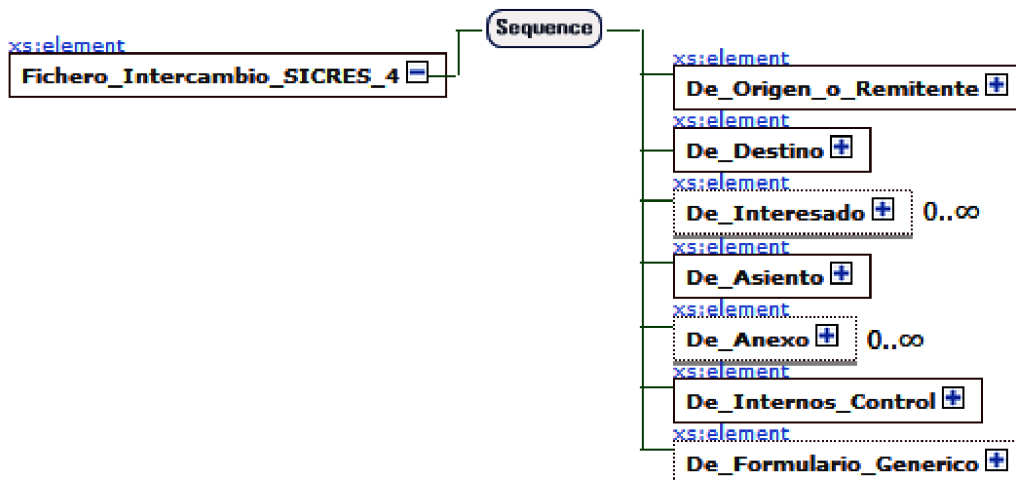 Sequence
xs:element
Fichero_Intercambio_SICRES_4
xs:element
De_Origen_o_Remitente
xs:element
De_Destino
xs:element
De_Interesado 0..∞
xs:element
De_Asiento
xs:element
De_Anexo 0..∞
xs:element
De_Internos_Control
xs:element
De_Formulario_Generico